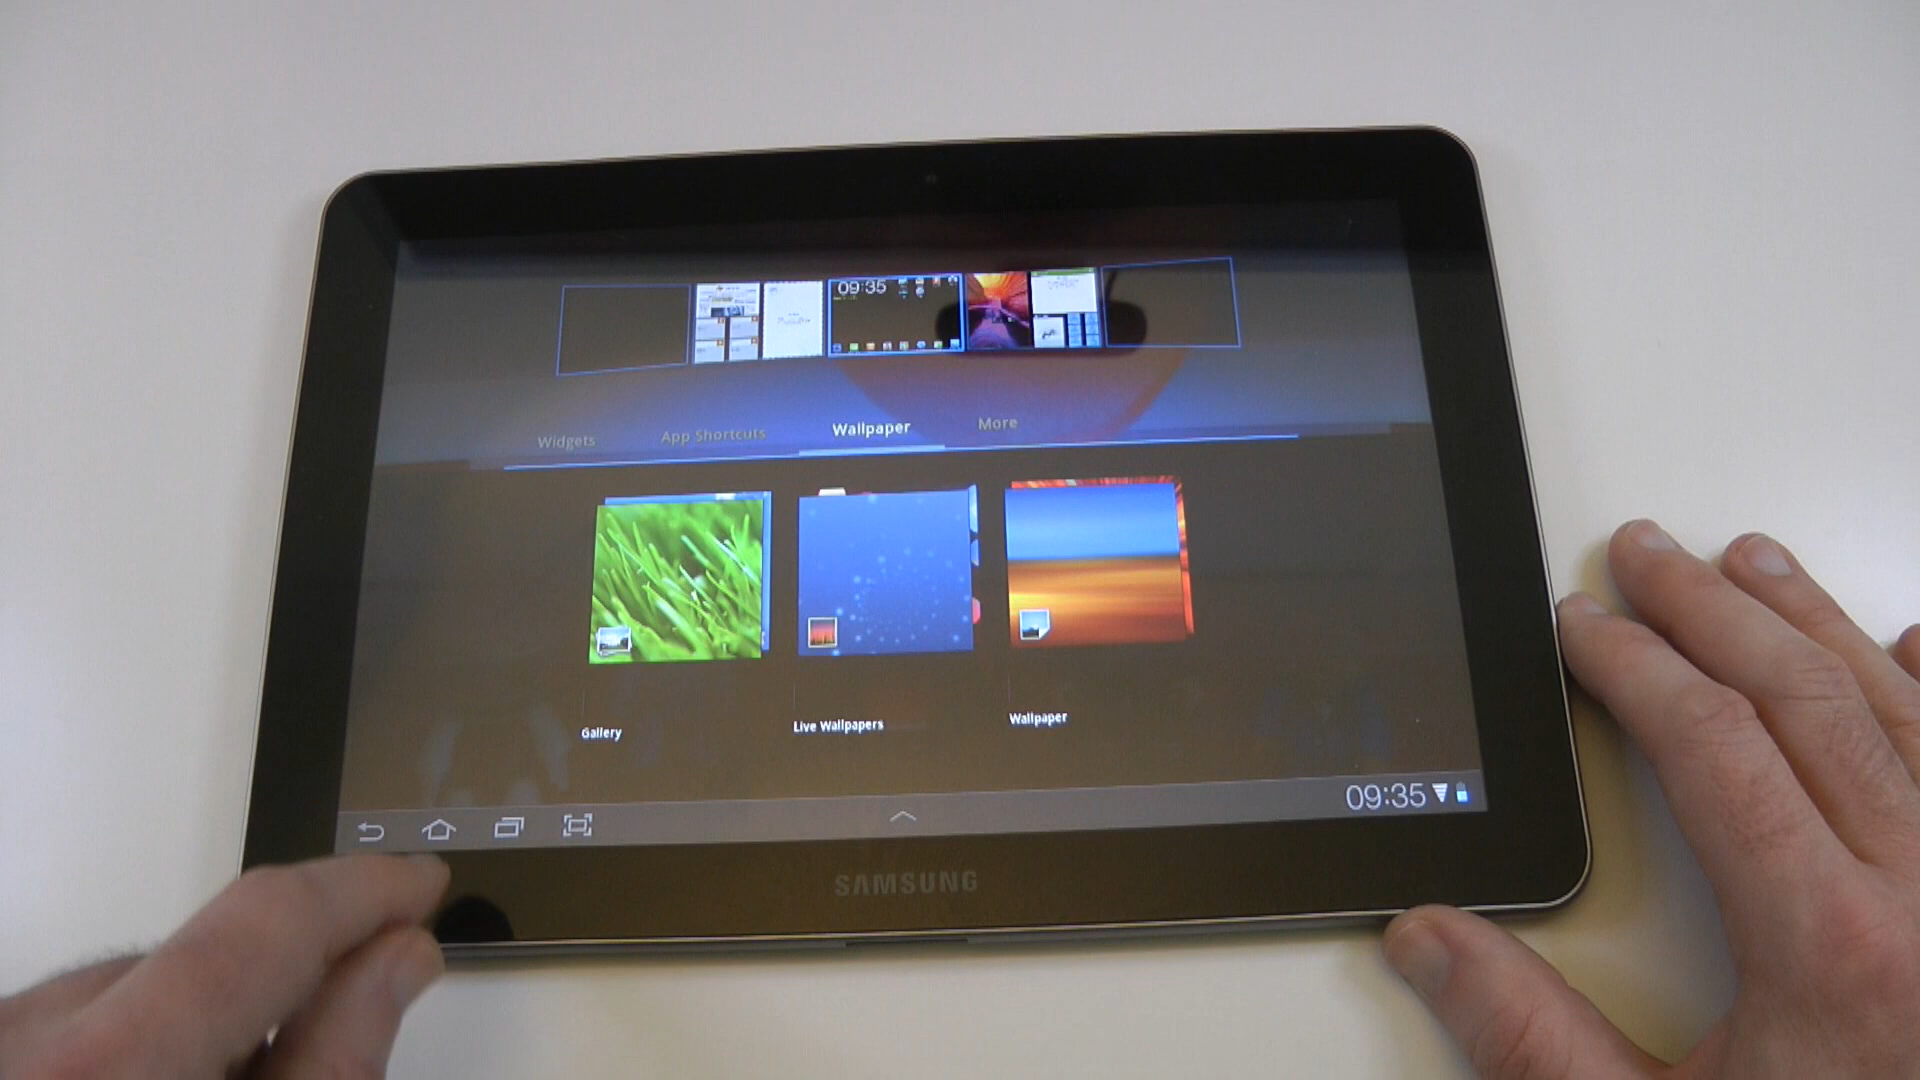 09:35
Widgets App Shortcuts Wallpaper More
Gallery Live Wallpapers Wallpaper
09:35
SAMSUNG